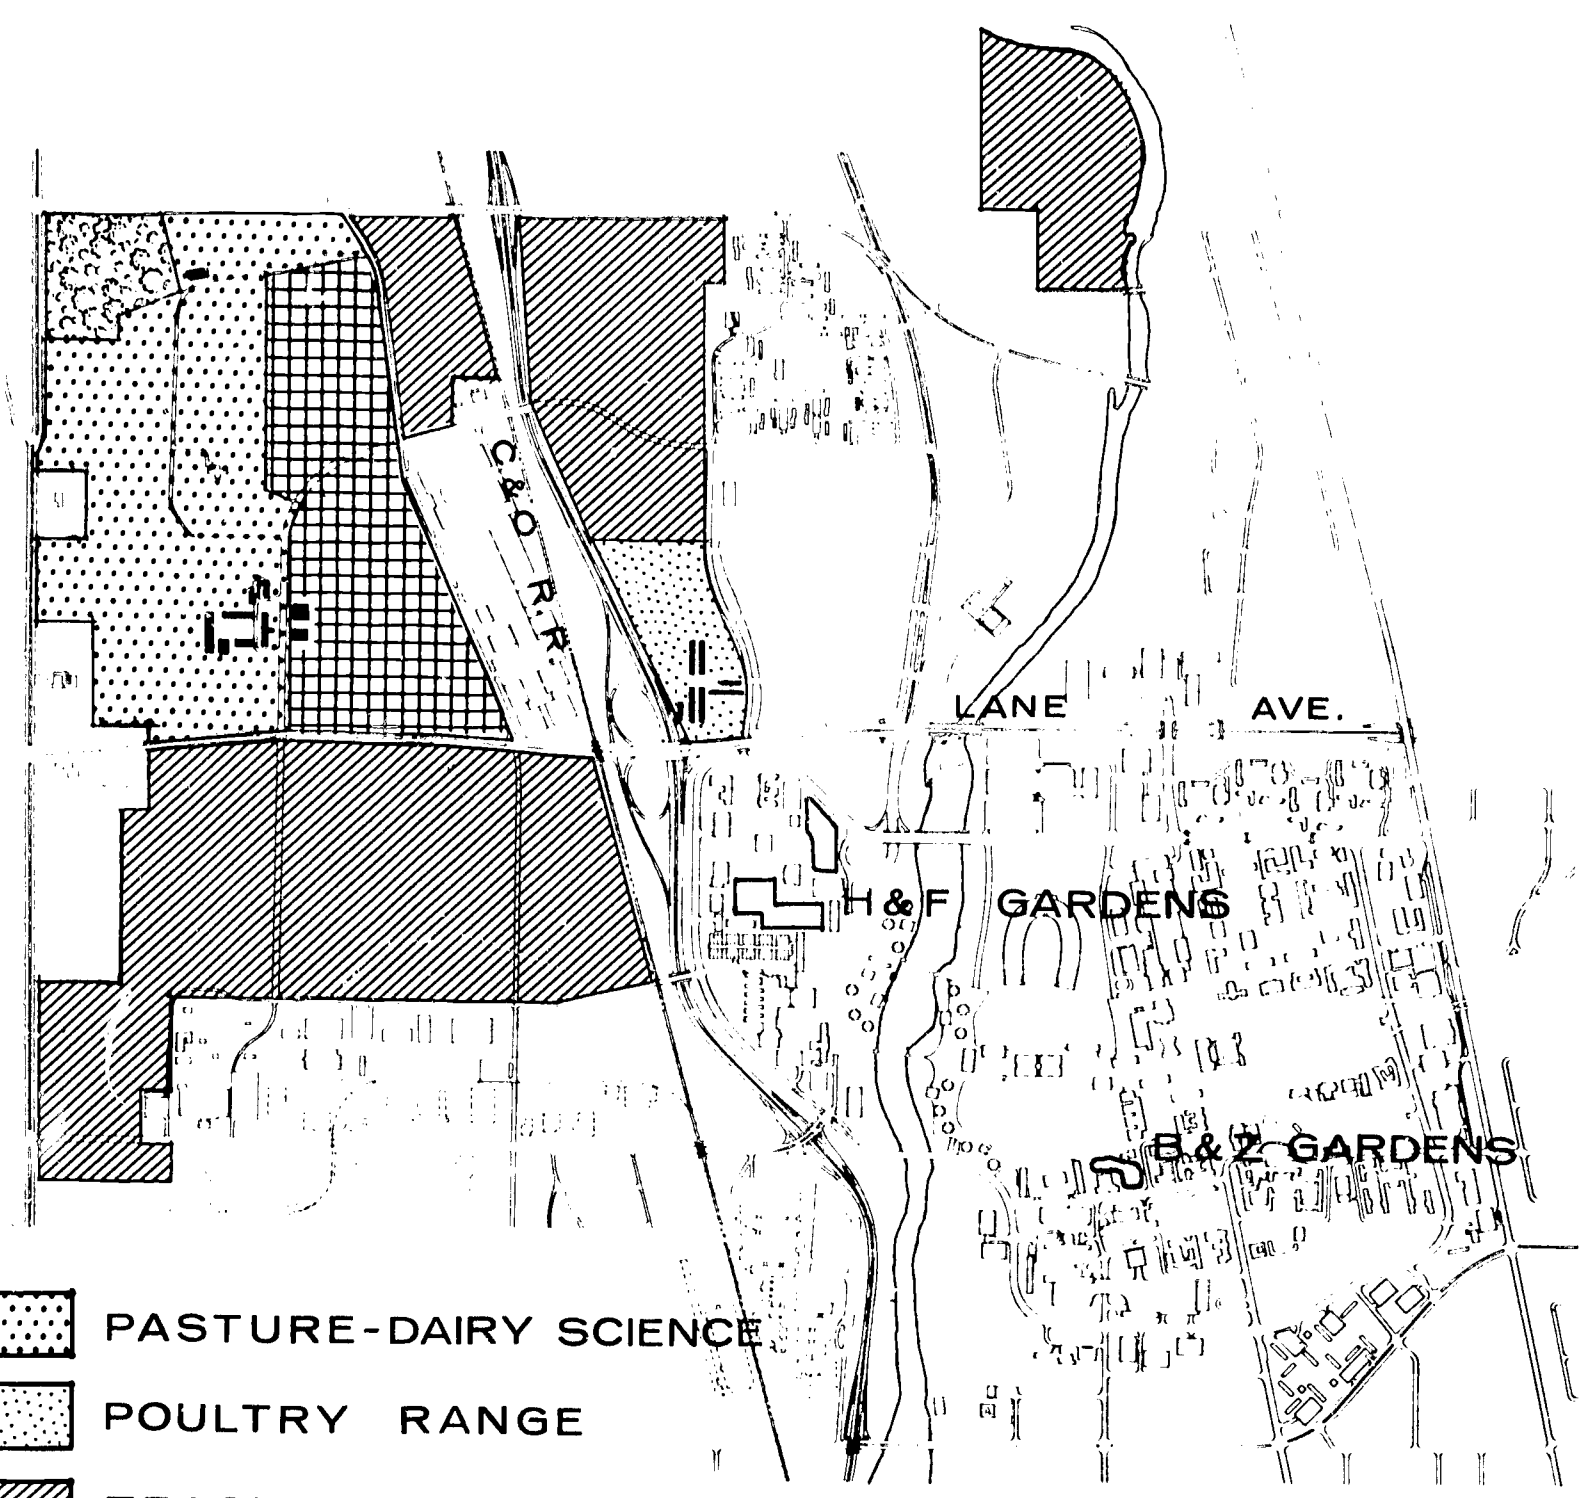 C&O R.R.
LANE AVE.
H & F GARDENS
B & Z GARDENS
PASTURE-DAIRY SCIENCE
POULTRY RANGE